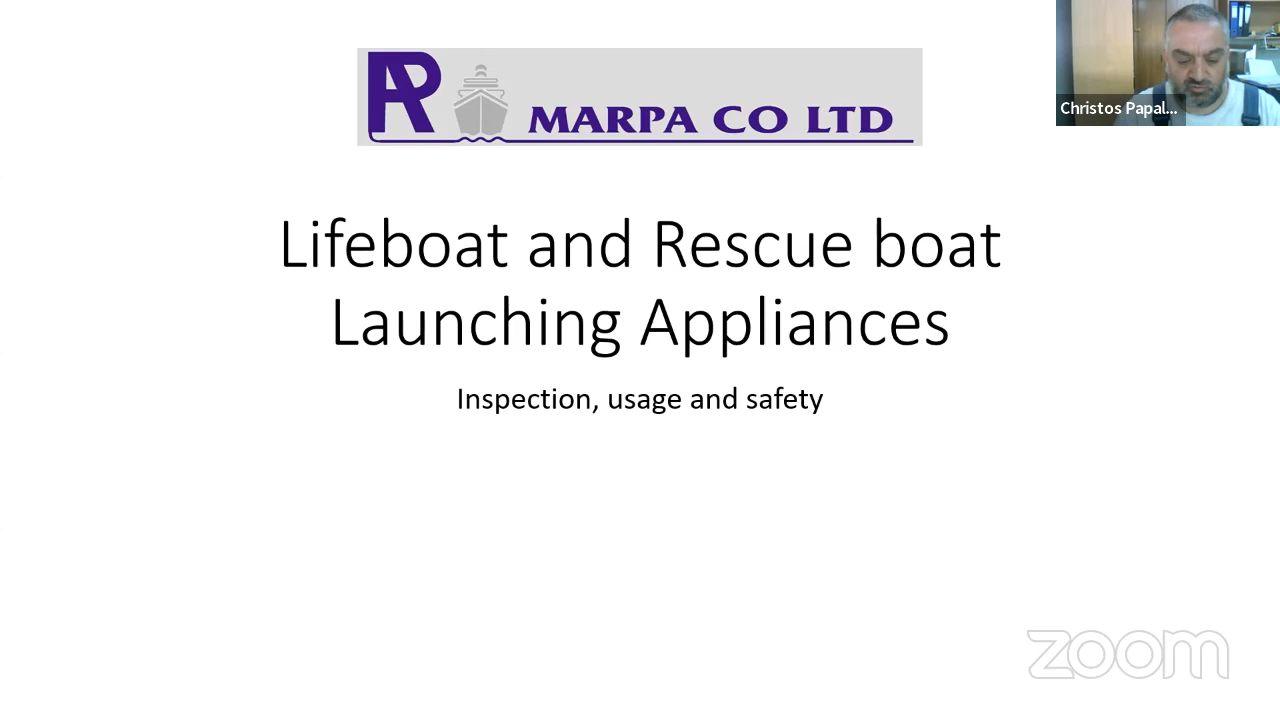 MARPA CO LTD
Christos Papal...
Lifeboat and Rescue boat
Launching Appliances
Inspection, usage and safety
zoom